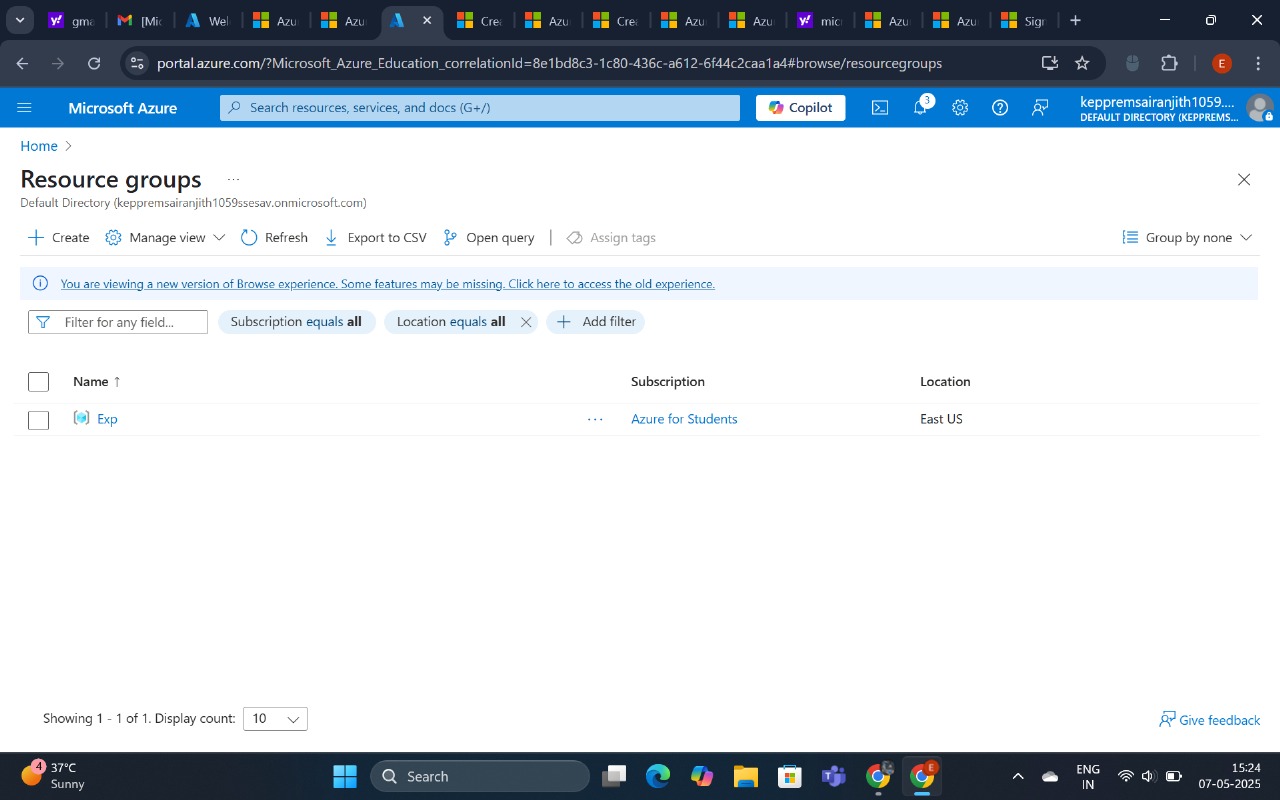 gma
[Mic
Wel
Azu
Azu
Cre
Azu
Cre
Azu
Azu
micr
Azu
Azu
Sign
portal.azure.com/?Microsoft_Azure_Education_correlationId=8e1bd8c3-1c80-436c-a612-6f44c2caa1a4#browse/resourcegroups
E
Microsoft Azure
Search resources, services, and docs (G+/)
Copilot
3
keppremsairanjith1059....
DEFAULT DIRECTORY (KEPPREMS...
Home
Resource groups ...
Default Directory (keppremsairanjith1059ssesav.onmicrosoft.com)
Create
Manage view
Refresh
Export to CSV
Open query
Assign tags
Group by none
You are viewing a new version of Browse experience. Some features may be missing. Click here to access the old experience.
Filter for any field...
Subscription equals all
Location equals all
Add filter
Name ↑
Subscription
Location
Exp
...
Azure for Students
East US
Showing 1 - 1 of 1. Display count: 10
Give feedback
4
37°C
Sunny
Search
E
ENG
IN
15:24
07-05-2025